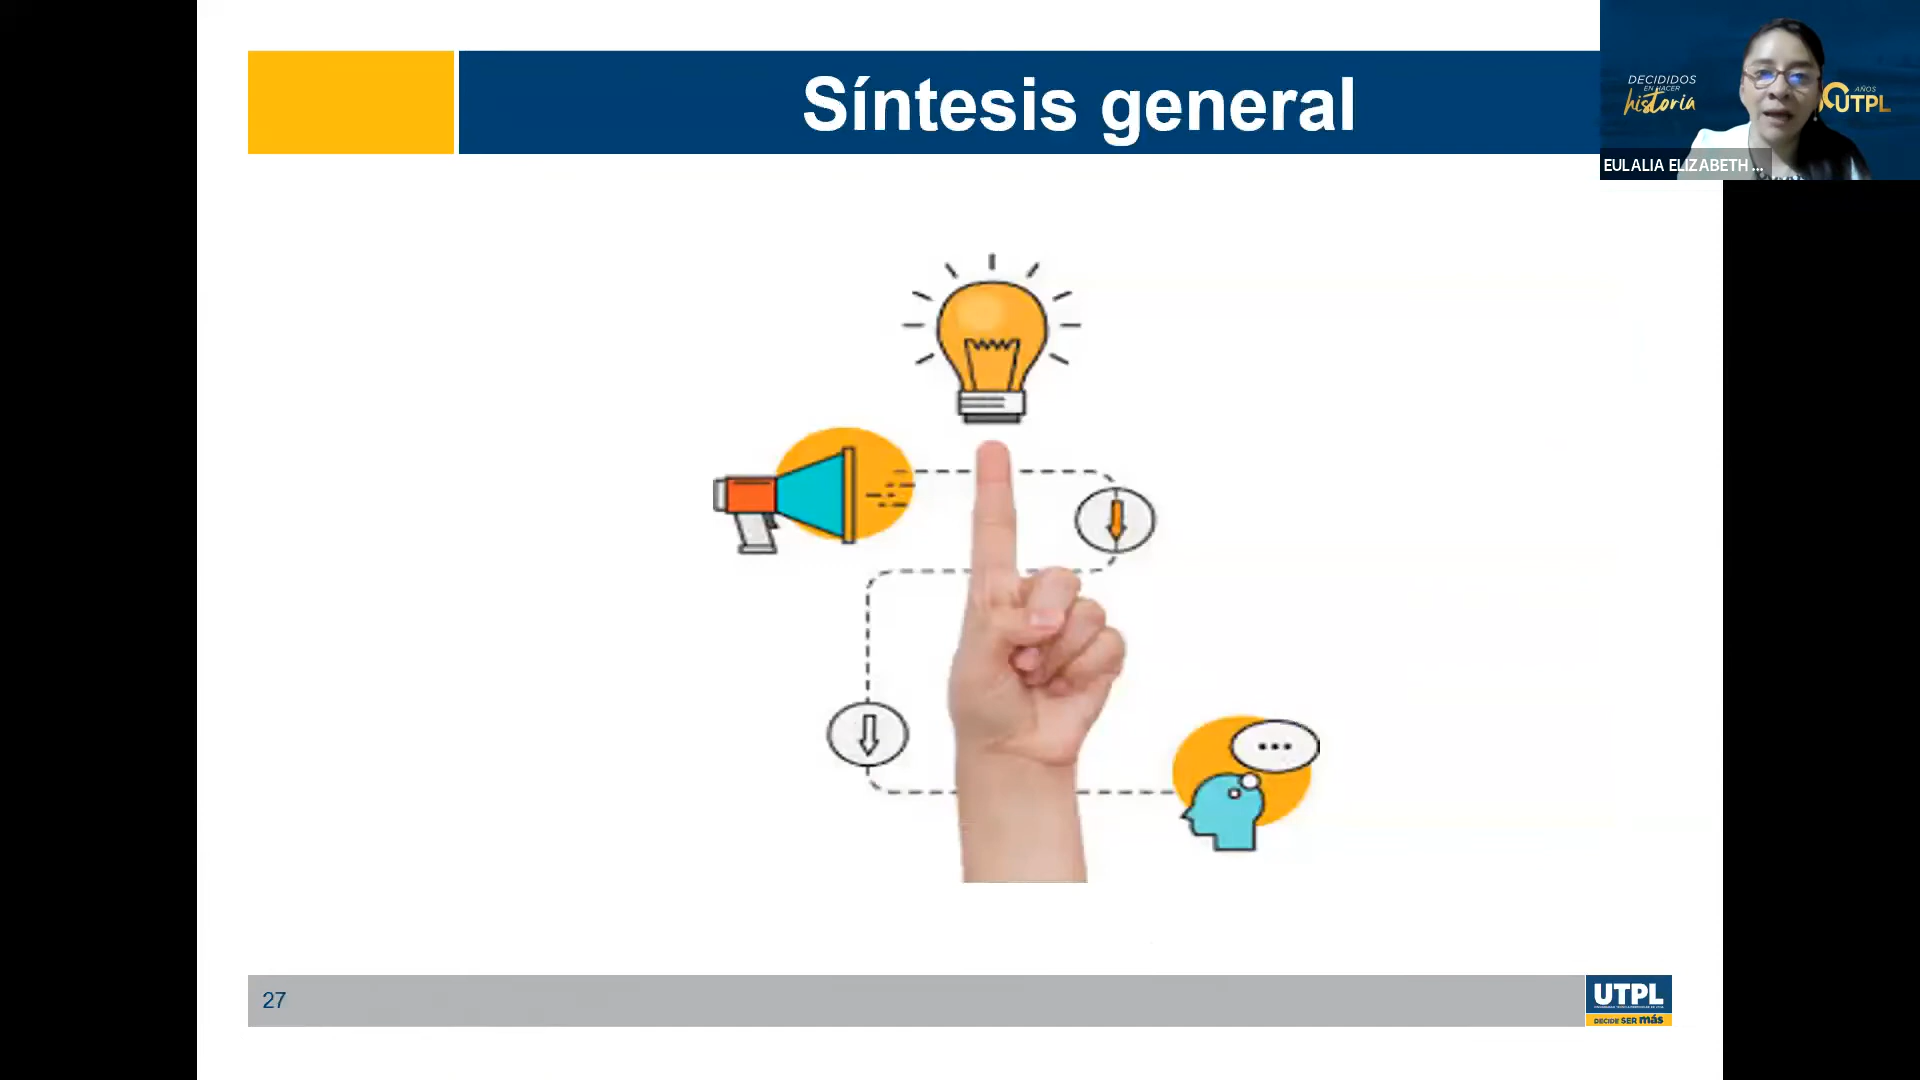 Síntesis general
DECIDIDOS
EN HACER
historia
AÑOS
UTPL
EULALIA ELIZABETH ...
27
UTPL
DECIDE SER más